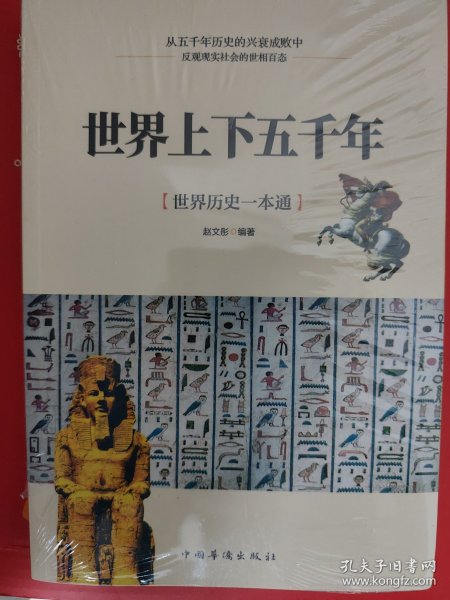 从五千年历史的兴衰成败中
反观现实社会的世相百态
世界上下五千年
【世界历史一本通】
赵文彤◎编著
中国华侨出版社
孔夫子旧书网
www.kongfz.com